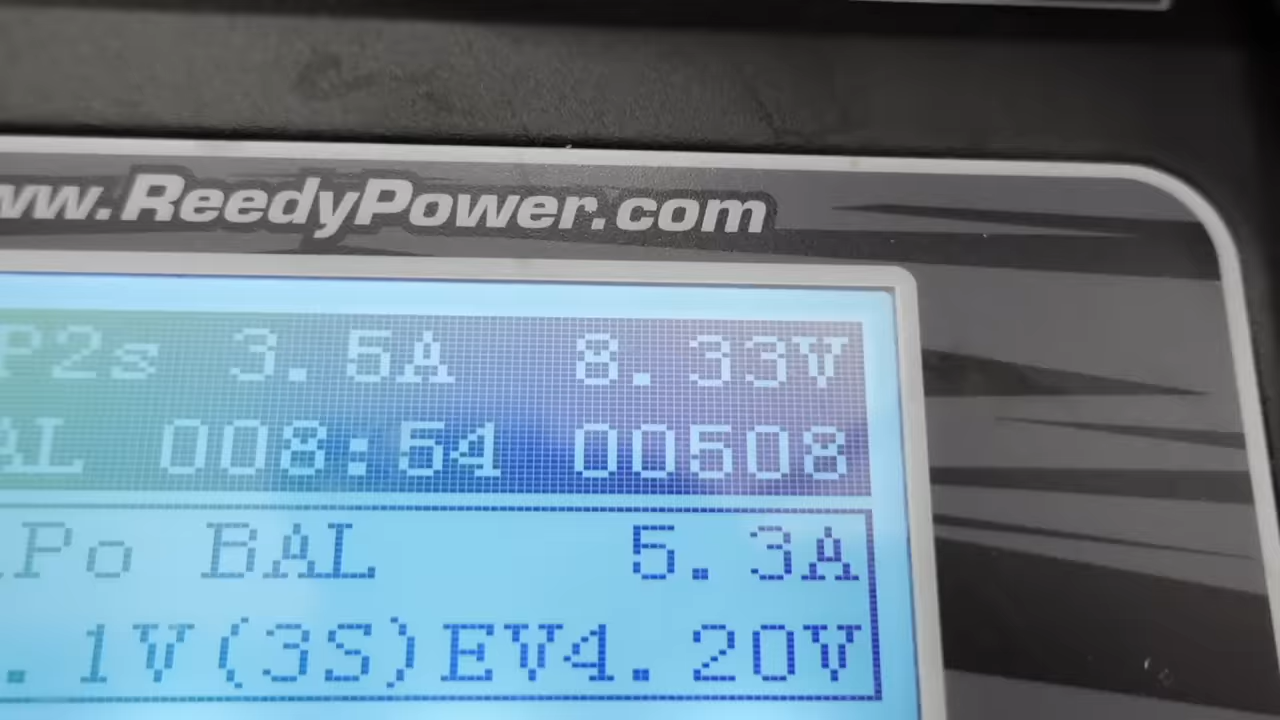 ww.ReedyPower.com
P2s 3.5A 8.33V
AL 008:54 00508
Po BAL 5.3A
.1V(3S)EV4.20V